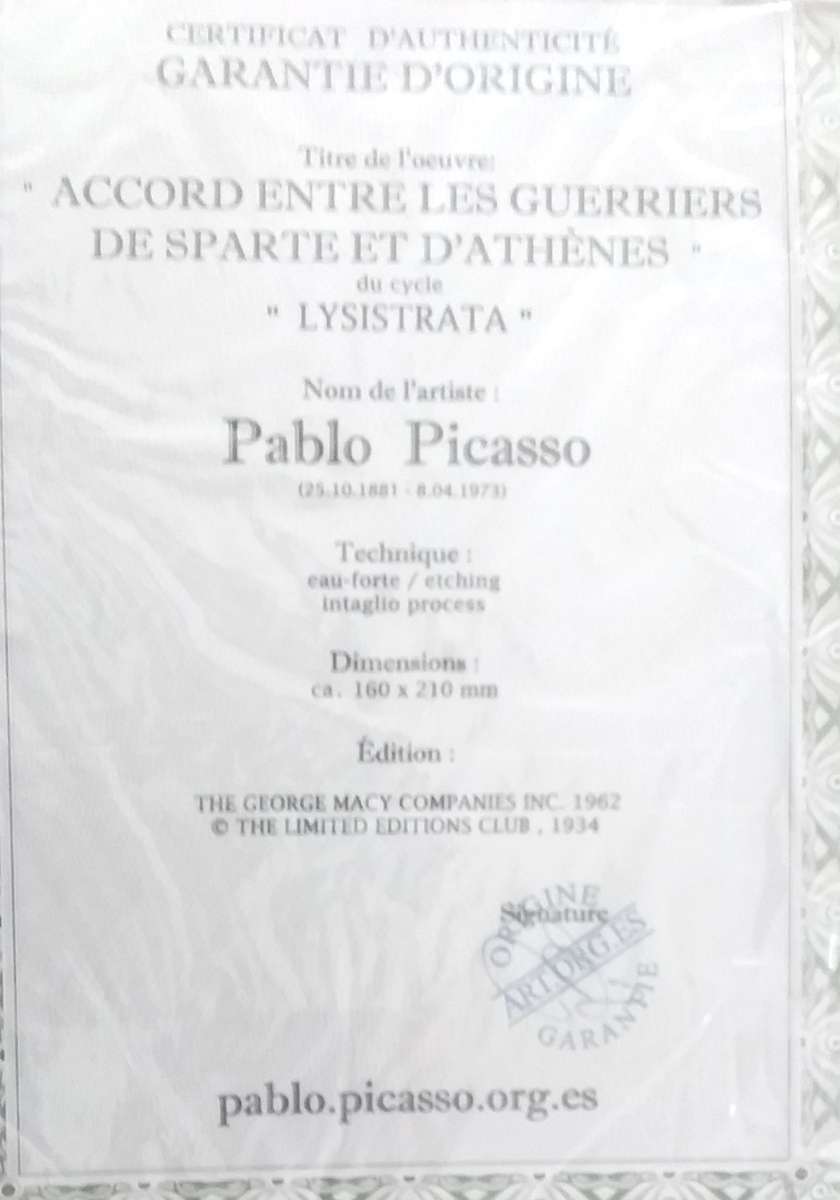 CERTIFICAT D'AUTHENTICITÉ
GARANTIE D'ORIGINE
Titre de l'oeuvre:
" ACCORD ENTRE LES GUERRIERS
DE SPARTE ET D'ATHÈNES "
du cycle
" LYSISTRATA "
Nom de l'artiste :
Pablo Picasso
(25.10.1881 - 8.04.1973)
Technique :
eau-forte / etching
intaglio process
Dimensions :
ca. 160 x 210 mm
Édition :
THE GEORGE MACY COMPANIES INC. 1962
© THE LIMITED EDITIONS CLUB , 1934
Signature
ORIGINE
ART.ORG.ES
GARANTIE
pablo.picasso.org.es